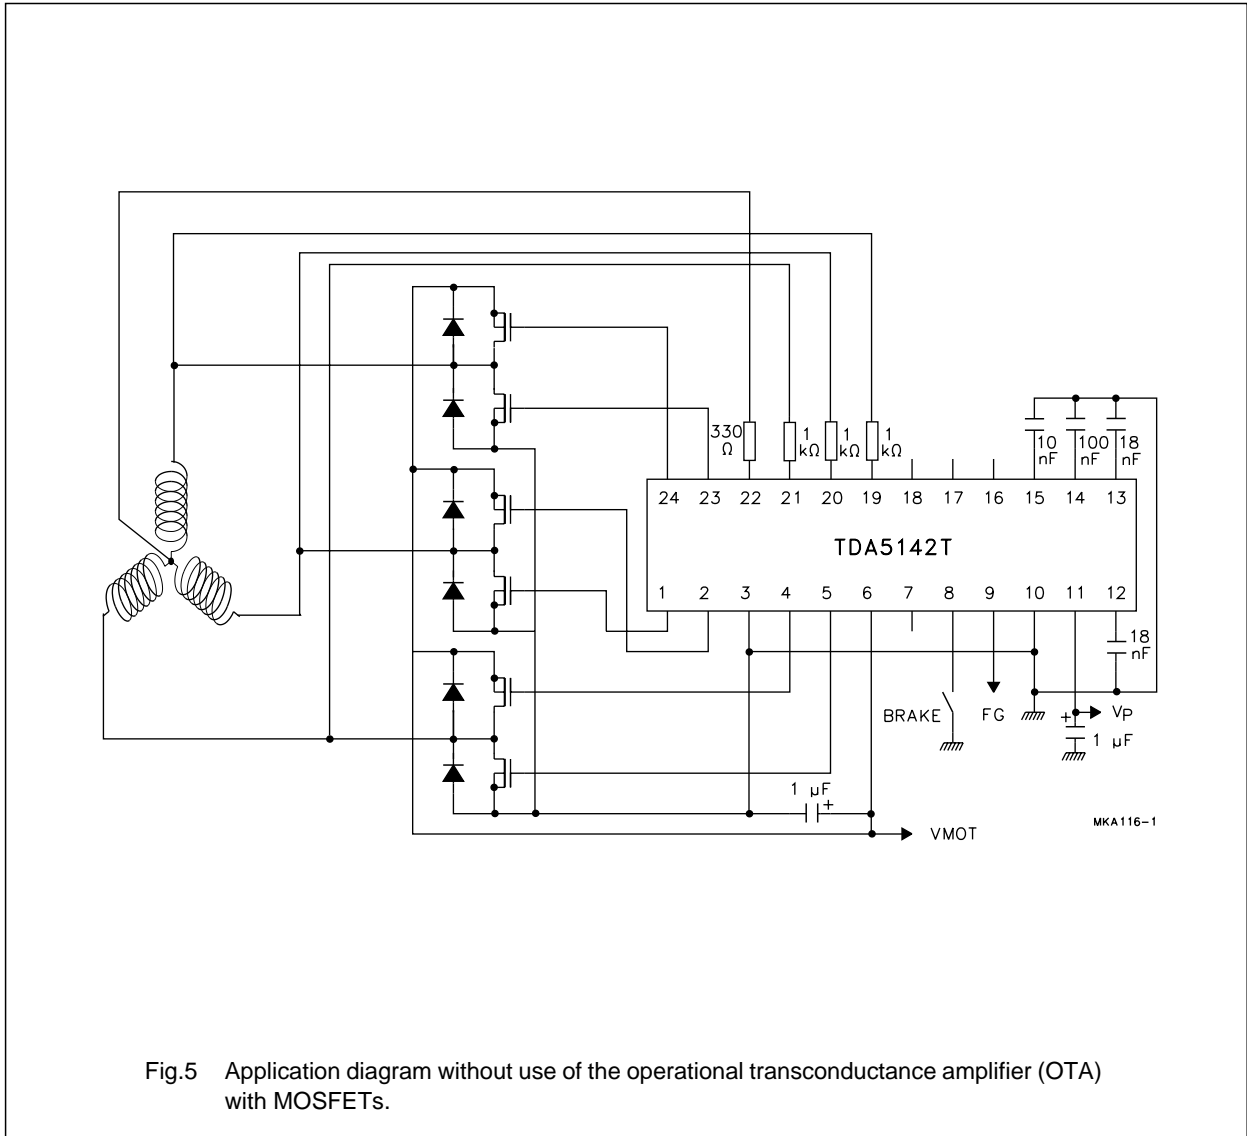 330
Ω
1
kΩ
1
kΩ
1
kΩ
10
nF
100
nF
18
nF
24 23 22 21 20 19 18 17 16 15 14 13
TDA5142T
1 2 3 4 5 6 7 8 9 10 11 12
18
nF
BRAKE
FG
+
VP
1 µF
1 µF
+
VMOT
MKA116-1
Fig.5 Application diagram without use of the operational transconductance amplifier (OTA)
with MOSFETs.